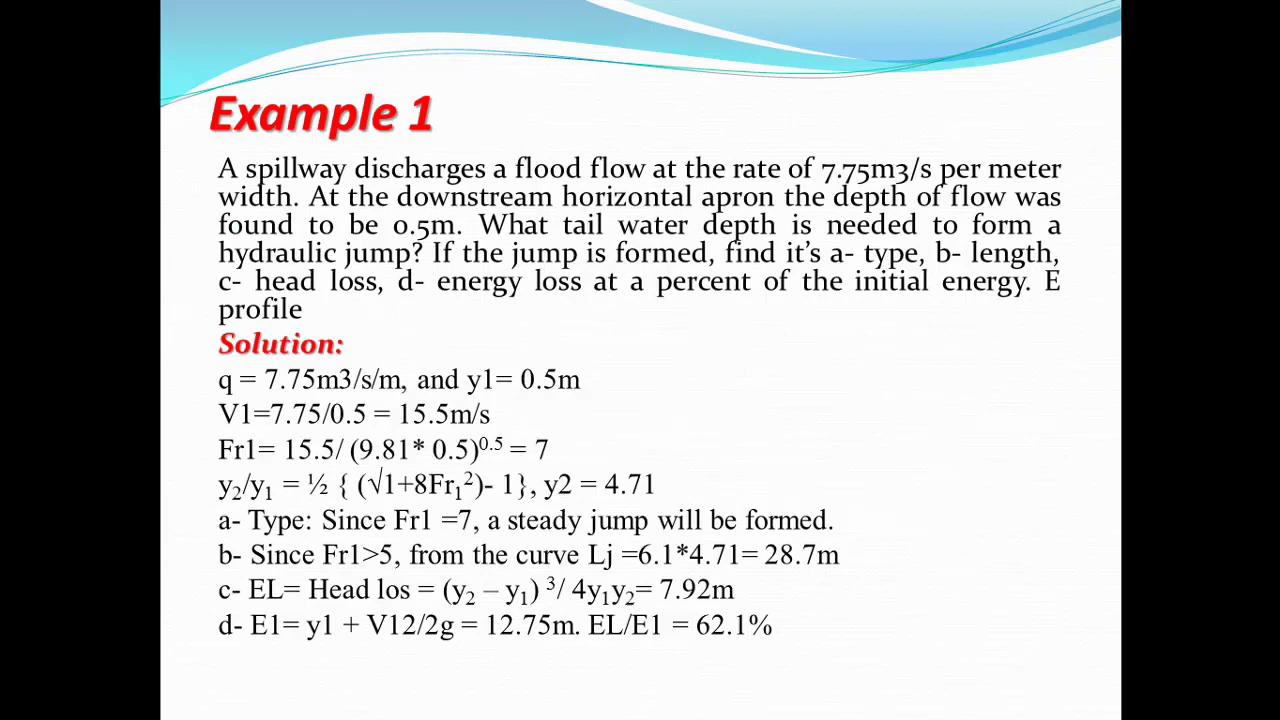 Example 1
A spillway discharges a flood flow at the rate of 7.75m3/s per meter
width. At the downstream horizontal apron the depth of flow was
found to be 0.5m. What tail water depth is needed to form a
hydraulic jump? If the jump is formed, find it's a- type, b- length,
c- head loss, d- energy loss at a percent of the initial energy. E
profile
Solution:
q = 7.75m3/s/m, and y1= 0.5m
V1=7.75/0.5 = 15.5m/s
Fr1= 15.5/ (9.81* 0.5)⁰·⁵ = 7
y₂/y₁ = ½ { (√1+8Fr₁²)- 1}, y2 = 4.71
a- Type: Since Fr1 =7, a steady jump will be formed.
b- Since Fr1>5, from the curve Lj =6.1*4.71= 28.7m
c- EL= Head los = (y₂ – y₁) ³/ 4y₁y₂= 7.92m
d- E1= y1 + V12/2g = 12.75m. EL/E1 = 62.1%